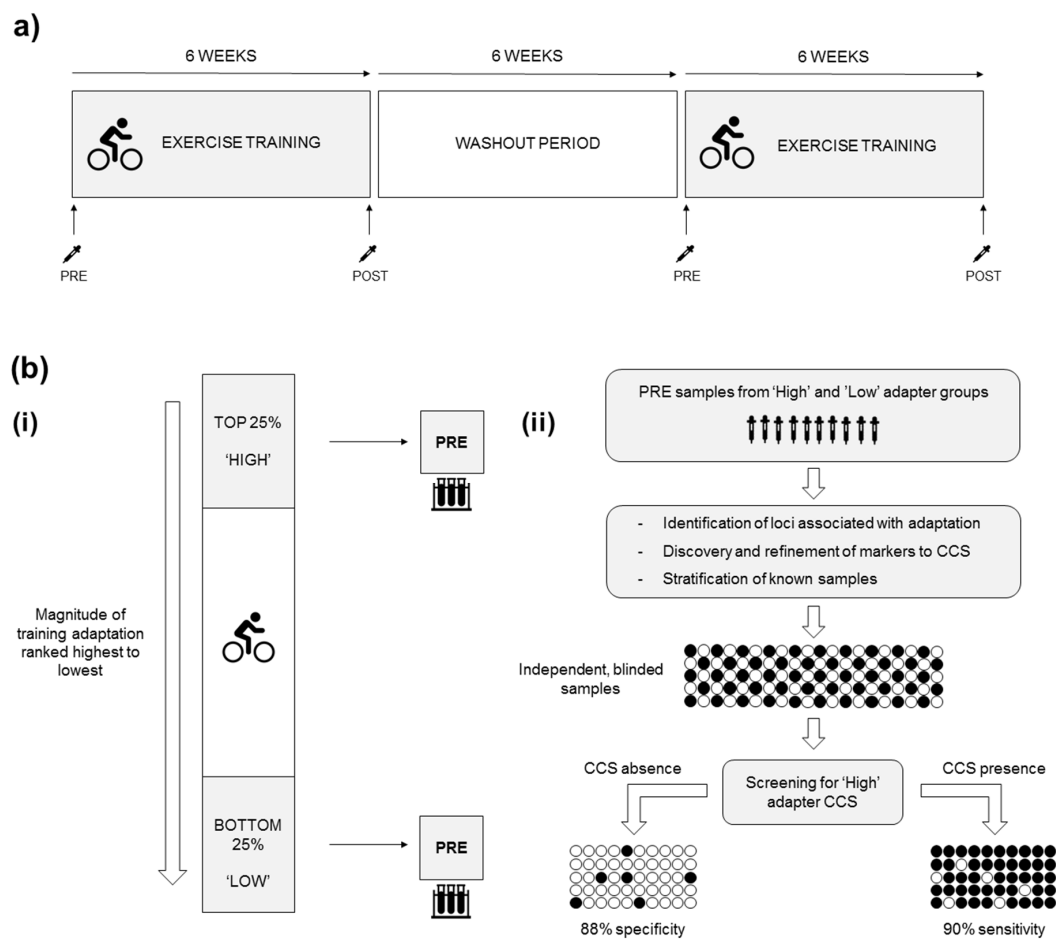 a)
6 WEEKS
6 WEEKS
6 WEEKS
EXERCISE TRAINING
WASHOUT PERIOD
EXERCISE TRAINING
PRE
POST
PRE
POST
(b)
(i)
TOP 25%
‘HIGH’
PRE
Magnitude of
training adaptation
ranked highest to
lowest
BOTTOM
25%
‘LOW’
PRE
(ii)
PRE samples from ‘High’ and ’Low’ adapter groups
- Identification of loci associated with adaptation
- Discovery and refinement of markers to CCS
- Stratification of known samples
Independent, blinded
samples
CCS absence
Screening for ‘High’
adapter CCS
CCS presence
88% specificity
90% sensitivity